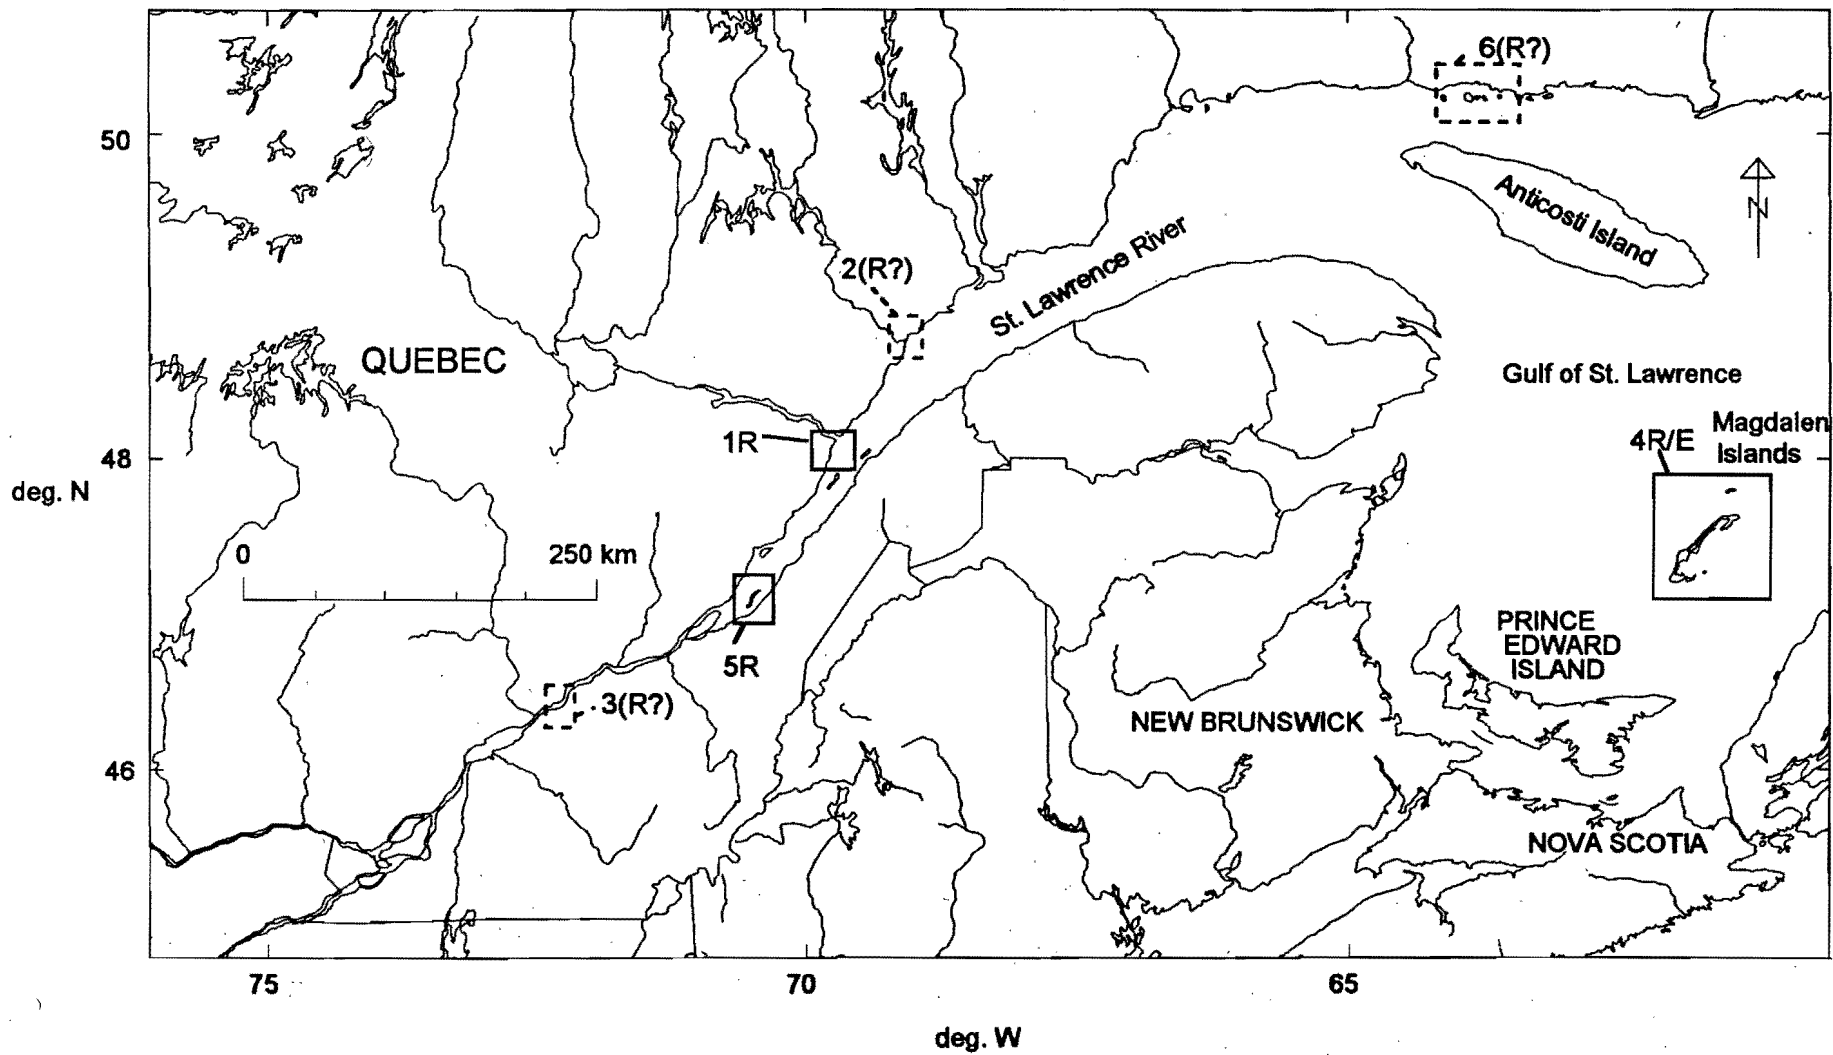 6(R?)
50
Anticosti Island
N
2(R?)
St. Lawrence River
QUEBEC
Gulf of St. Lawrence
Magdalen
Islands
4R/E
1R
48
deg. N
0
250 km
PRINCE
EDWARD
ISLAND
5R
3(R?)
NEW BRUNSWICK
46
NOVA SCOTIA
75
70
65
deg. W